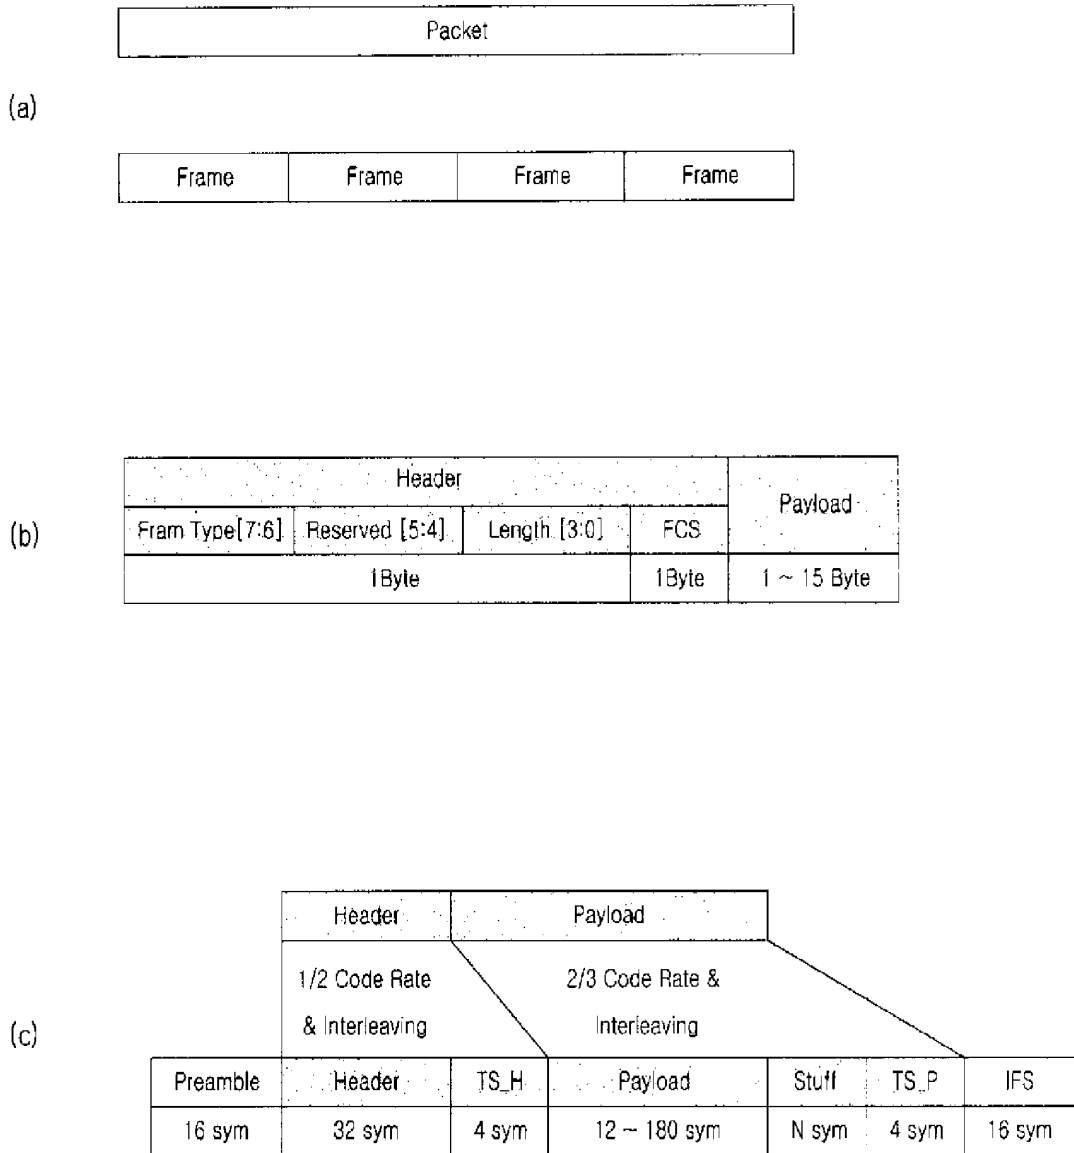 Packet
(a)
Frame Frame Frame Frame
Header
Payload
(b)
Fram Type[7:6] Reserved [5:4] Length [3:0] FCS
1Byte 1Byte 1 ~ 15 Byte
Header Payload
1/2 Code Rate
& Interleaving
2/3 Code Rate &
Interleaving
(c)
Preamble Header TS_H Payload Stuff TS_P IFS
16 sym 32 sym 4 sym 12 ~ 180 sym N sym 4 sym 16 sym